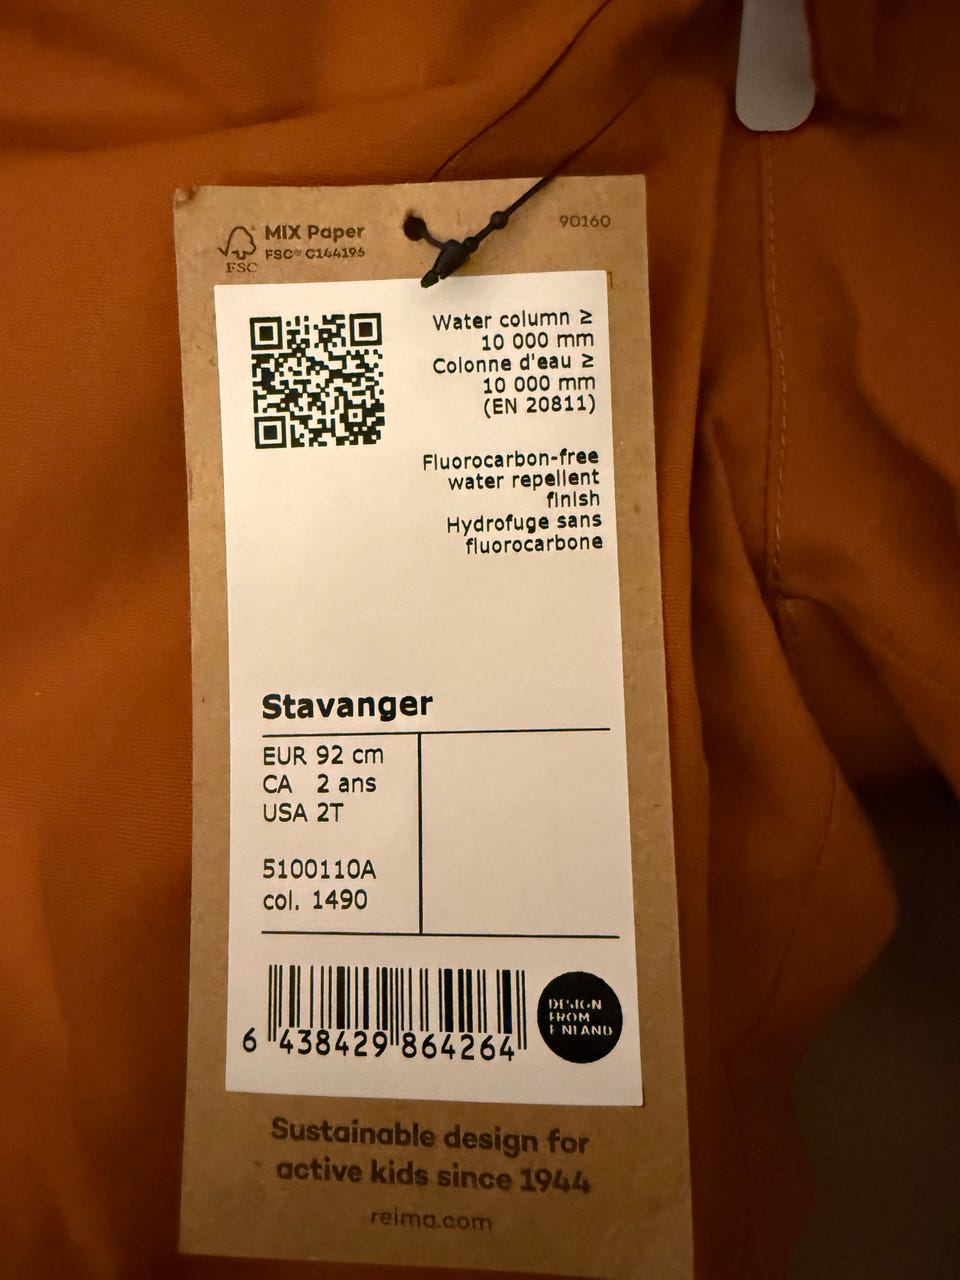 MIX Paper
FSC® C144196
FSC
90160
Water column ≥
10 000 mm
Colonne d'eau ≥
10 000 mm
(EN 20811)
Fluorocarbon-free
water repellent
finish
Hydrofuge sans
fluorocarbone
Stavanger
EUR 92 cm
CA 2 ans
USA 2T
5100110A
col. 1490
6 438429 864264
DESIGN
FROM
FINLAND
Sustainable design for
active kids since 1944
reima.com